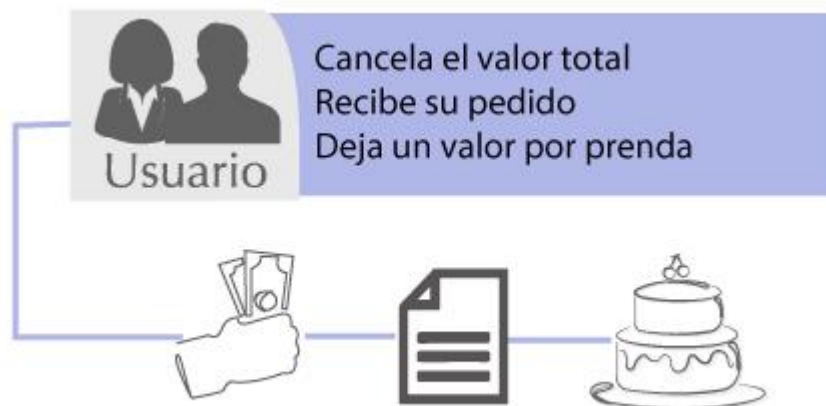 Cancela el valor total
Recibe su pedido
Deja un valor por prenda
Usuario